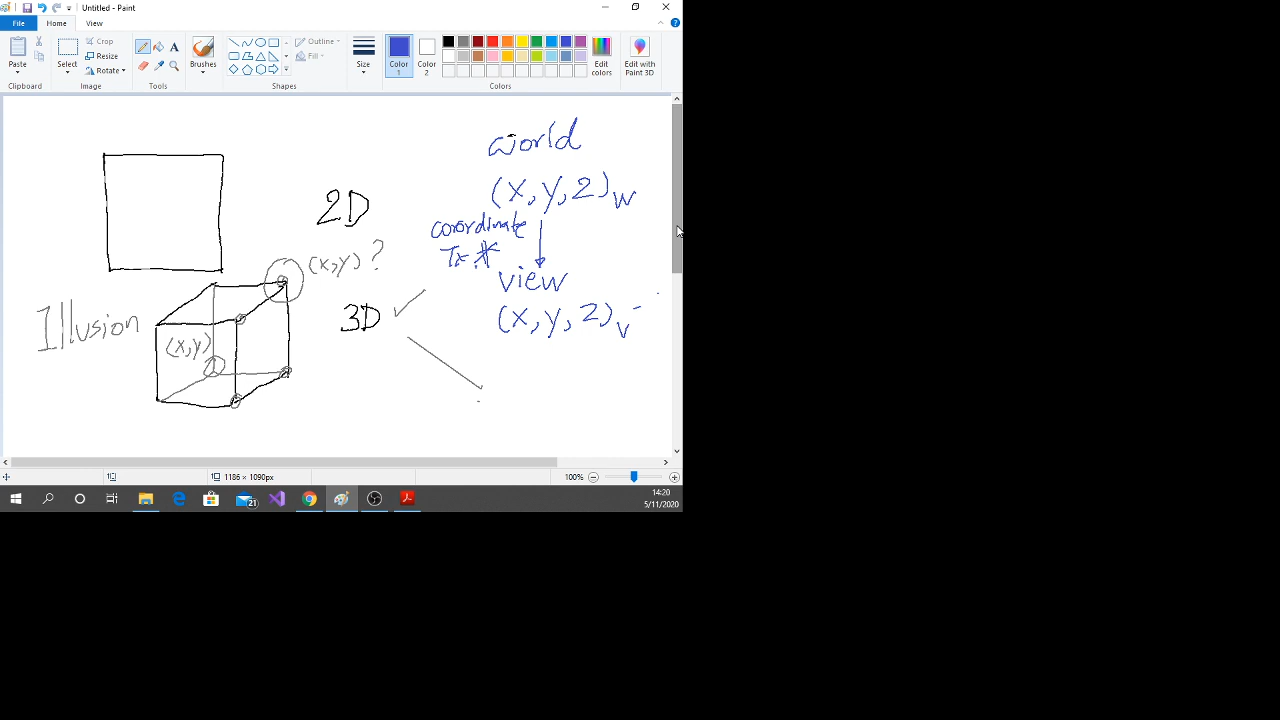 Untitled - Paint
File Home View
Paste
Clipboard
Select
Crop
Resize
Rotate
Image
Tools
Brushes
Shapes
Outline
Fill
Size
Color 1
Color 2
Colors
Edit colors
Edit with Paint 3D
world
(x,y,z)w
2D
coordinate
Tx *
(x,y)?
view
Illusion
3D
(x,y,z)v
(x,y)
1186 × 1090px
100%
21
14:20
5/11/2020